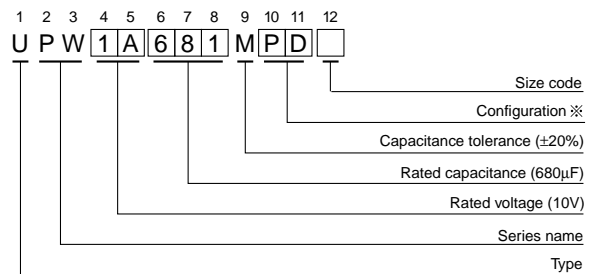 1 2 3 4 5 6 7 8 9 10 11 12
U P W 1 A 6 8 1 M P D
Size code
Configuration ※
Capacitance tolerance (±20%)
Rated capacitance (680µF)
Rated voltage (10V)
Series name
Type